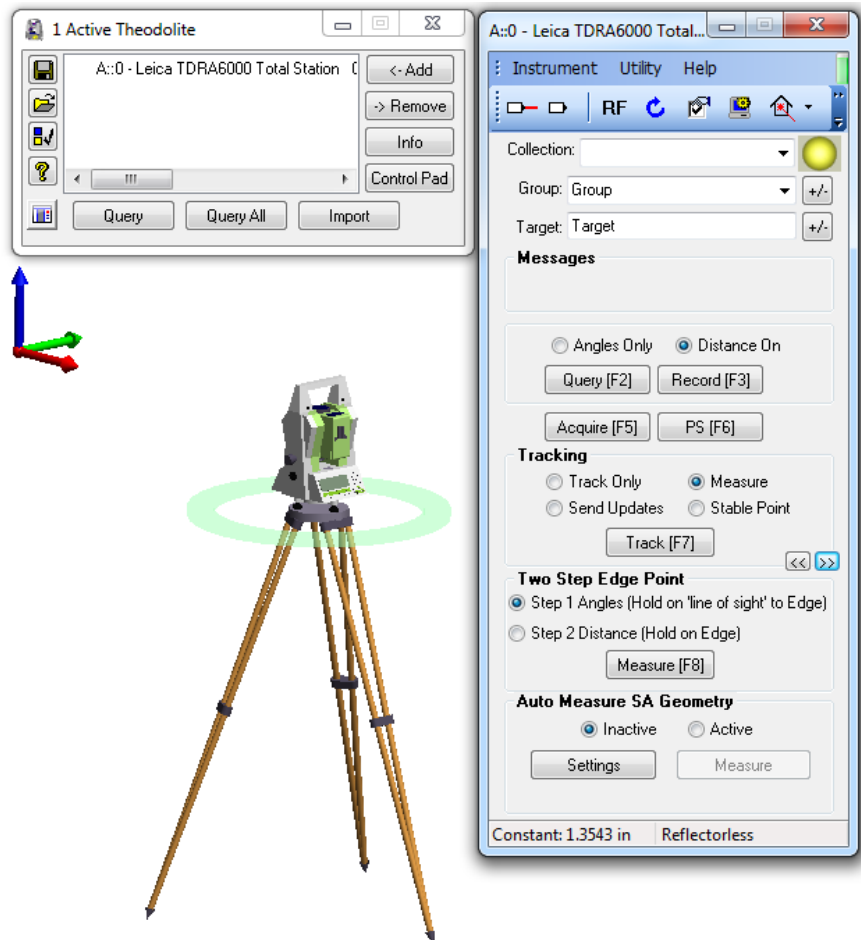 1 Active Theodolite
A::0 - Leica TDRA6000 Total Station
<- Add
-> Remove
Info
Control Pad
Query
Query All
Import
A::0 - Leica TDRA6000 Total...
Instrument Utility Help
RF
Collection:
Group: Group +/-
Target: Target +/-
Messages
Angles Only Distance On
Query [F2] Record [F3]
Acquire [F5] PS [F6]
Tracking
Track Only Measure
Send Updates Stable Point
Track [F7]
<< >>
Two Step Edge Point
Step 1 Angles (Hold on 'line of sight' to Edge)
Step 2 Distance (Hold on Edge)
Measure [F8]
Auto Measure SA Geometry
Inactive Active
Settings Measure
Constant: 1.3543 in Reflectorless